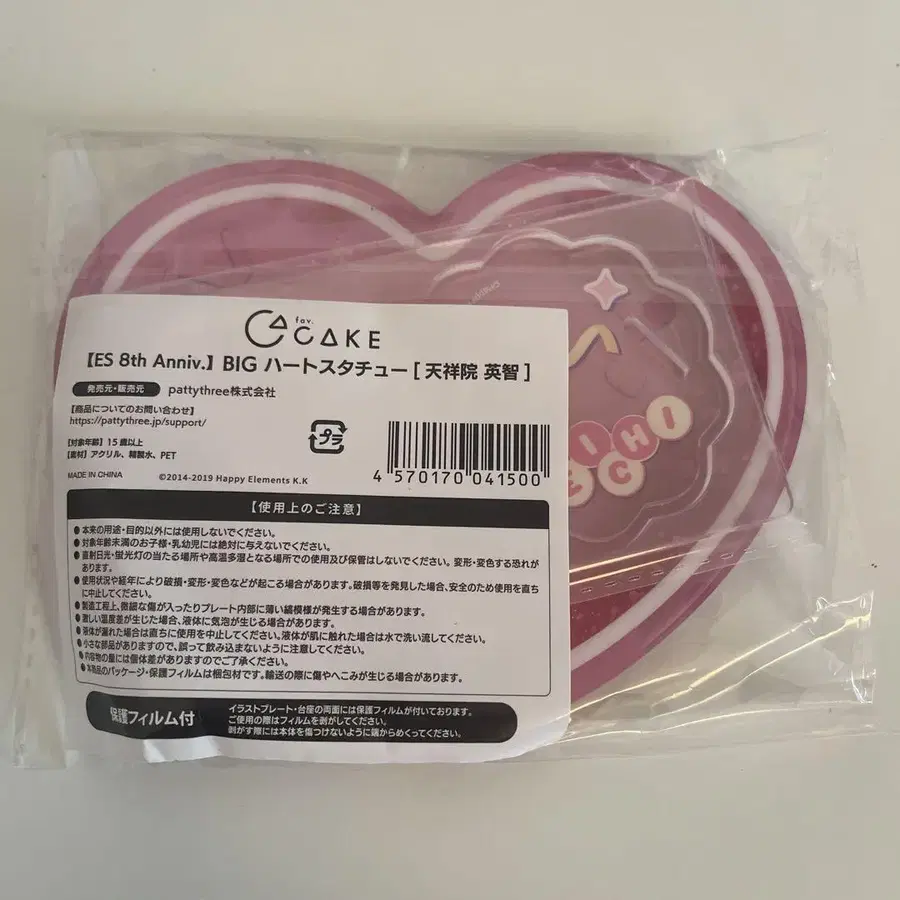 fav.
CAKE
【ES 8th Anniv.】BIG ハートスタチュー [ 天祥院 英智 ]
発売元・販売元 pattythree株式会社
【商品についてのお問い合わせ】
https://pattythree.jp/support/
【対象年齢】15歳以上
【素材】アクリル、精製水、PET
MADE IN CHINA
©2014-2019 Happy Elements K.K
プラ
4 570170 041500
【使用上のご注意】
●本来の用途・目的以外には使用しないでください。
●対象年齢未満のお子様・乳幼児には絶対に与えないでください。
●直射日光・蛍光灯の当たる場所や高温多湿となる場所での使用及び保管はしないでください。変形・変色する恐れが
あります。
●使用状況や経年により破損・変形・変色などが起こる場合があります。破損等を発見した場合、安全のため使用を直ち
に中止してください。
●製造工程上、微細な傷が入ったりプレート内部に薄い縞模様が発生する場合があります。
●激しい温度差が生じた場合、液体に気泡が生じる場合があります。
●液体が漏れた場合は直ちに使用を中止してください。液体が肌に触れた場合は水で洗い流してください。
●小さな部品がありますので、誤って飲み込まないように注意してください。
●内容物の量には個体差がありますのでご了承ください。
●本商品のパッケージ・保護フィルムは梱包材です。輸送の際に傷やへこみが生じる場合があります。
保護フィルム付
イラストプレート・台座の両面には保護フィルムが付いております。
ご使用の際はフィルムを剥がしてください。
剥がす際には本体を傷つけないように端からめくってください。